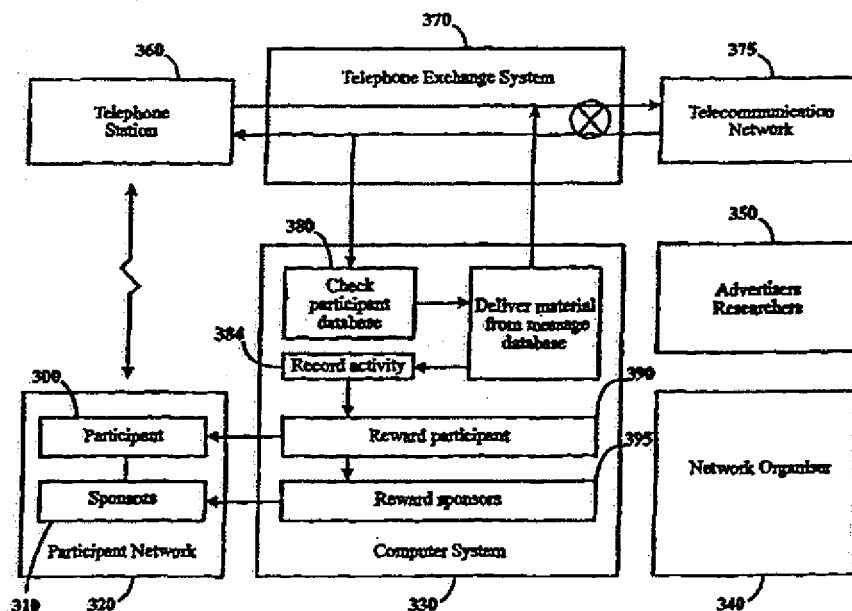 370
360
375
Telephone Exchange System
Telephone
Station
Telecommunication
Network
350
380
Check
participant
database
Deliver material
from message
database
Advertisers
Researchers
384
Record activity
300
390
Participant
Reward participant
395
Network Organiser
Sponsors
Reward sponsors
Participant Network
Computer System
310
320
330
340